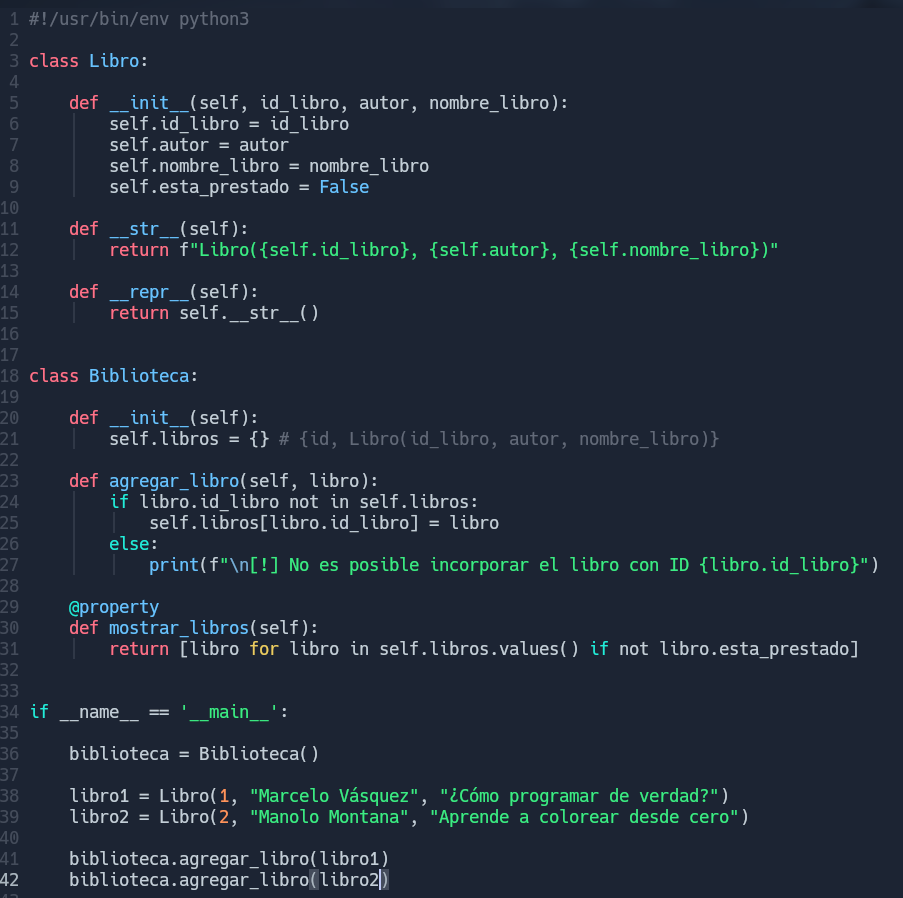 1 #!/usr/bin/env python3
2
3 class Libro:
4
5     def __init__(self, id_libro, autor, nombre_libro):
6         self.id_libro = id_libro
7         self.autor = autor
8         self.nombre_libro = nombre_libro
9         self.esta_prestado = False
10
11     def __str__(self):
12         return f"Libro({self.id_libro}, {self.autor}, {self.nombre_libro})"
13
14     def __repr__(self):
15         return self.__str__()
16
17
18 class Biblioteca:
19
20     def __init__(self):
21         self.libros = {} # {id, Libro(id_libro, autor, nombre_libro)}
22
23     def agregar_libro(self, libro):
24         if libro.id_libro not in self.libros:
25             self.libros[libro.id_libro] = libro
26         else:
27             print(f"\n[!] No es posible incorporar el libro con ID {libro.id_libro}")
28
29     @property
30     def mostrar_libros(self):
31         return [libro for libro in self.libros.values() if not libro.esta_prestado]
32
33
34 if __name__ == '__main__':
35
36     biblioteca = Biblioteca()
37
38     libro1 = Libro(1, "Marcelo Vásquez", "¿Cómo programar de verdad?")
39     libro2 = Libro(2, "Manolo Montana", "Aprende a colorear desde cero")
40
41     biblioteca.agregar_libro(libro1)
42     biblioteca.agregar_libro(libro2)